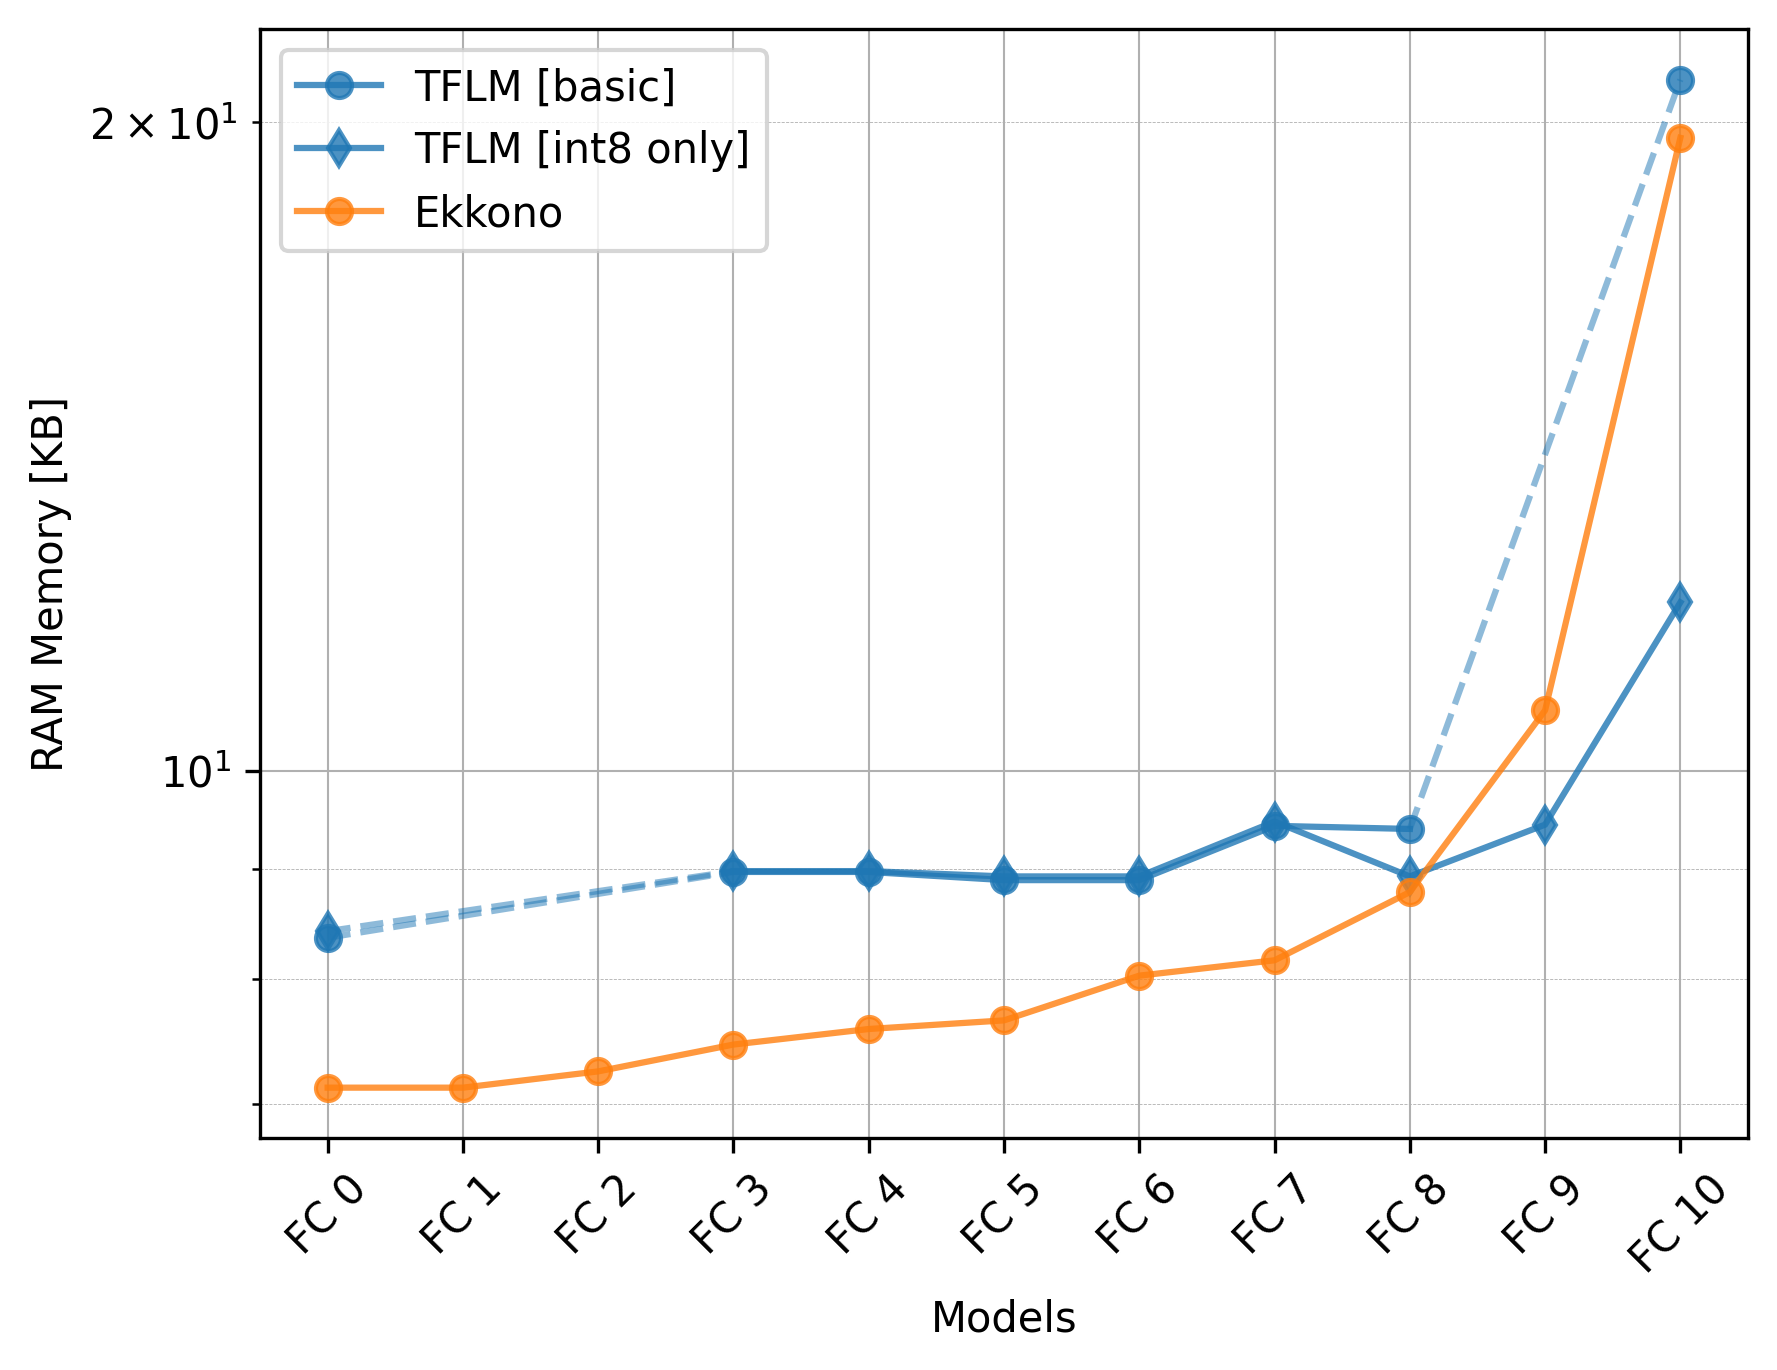 TFLM [basic]
TFLM [int8 only]
Ekkono
2 × 10¹
10¹
RAM Memory [KB]
FC 0
FC 1
FC 2
FC 3
FC 4
FC 5
FC 6
FC 7
FC 8
FC 9
FC 10
Models